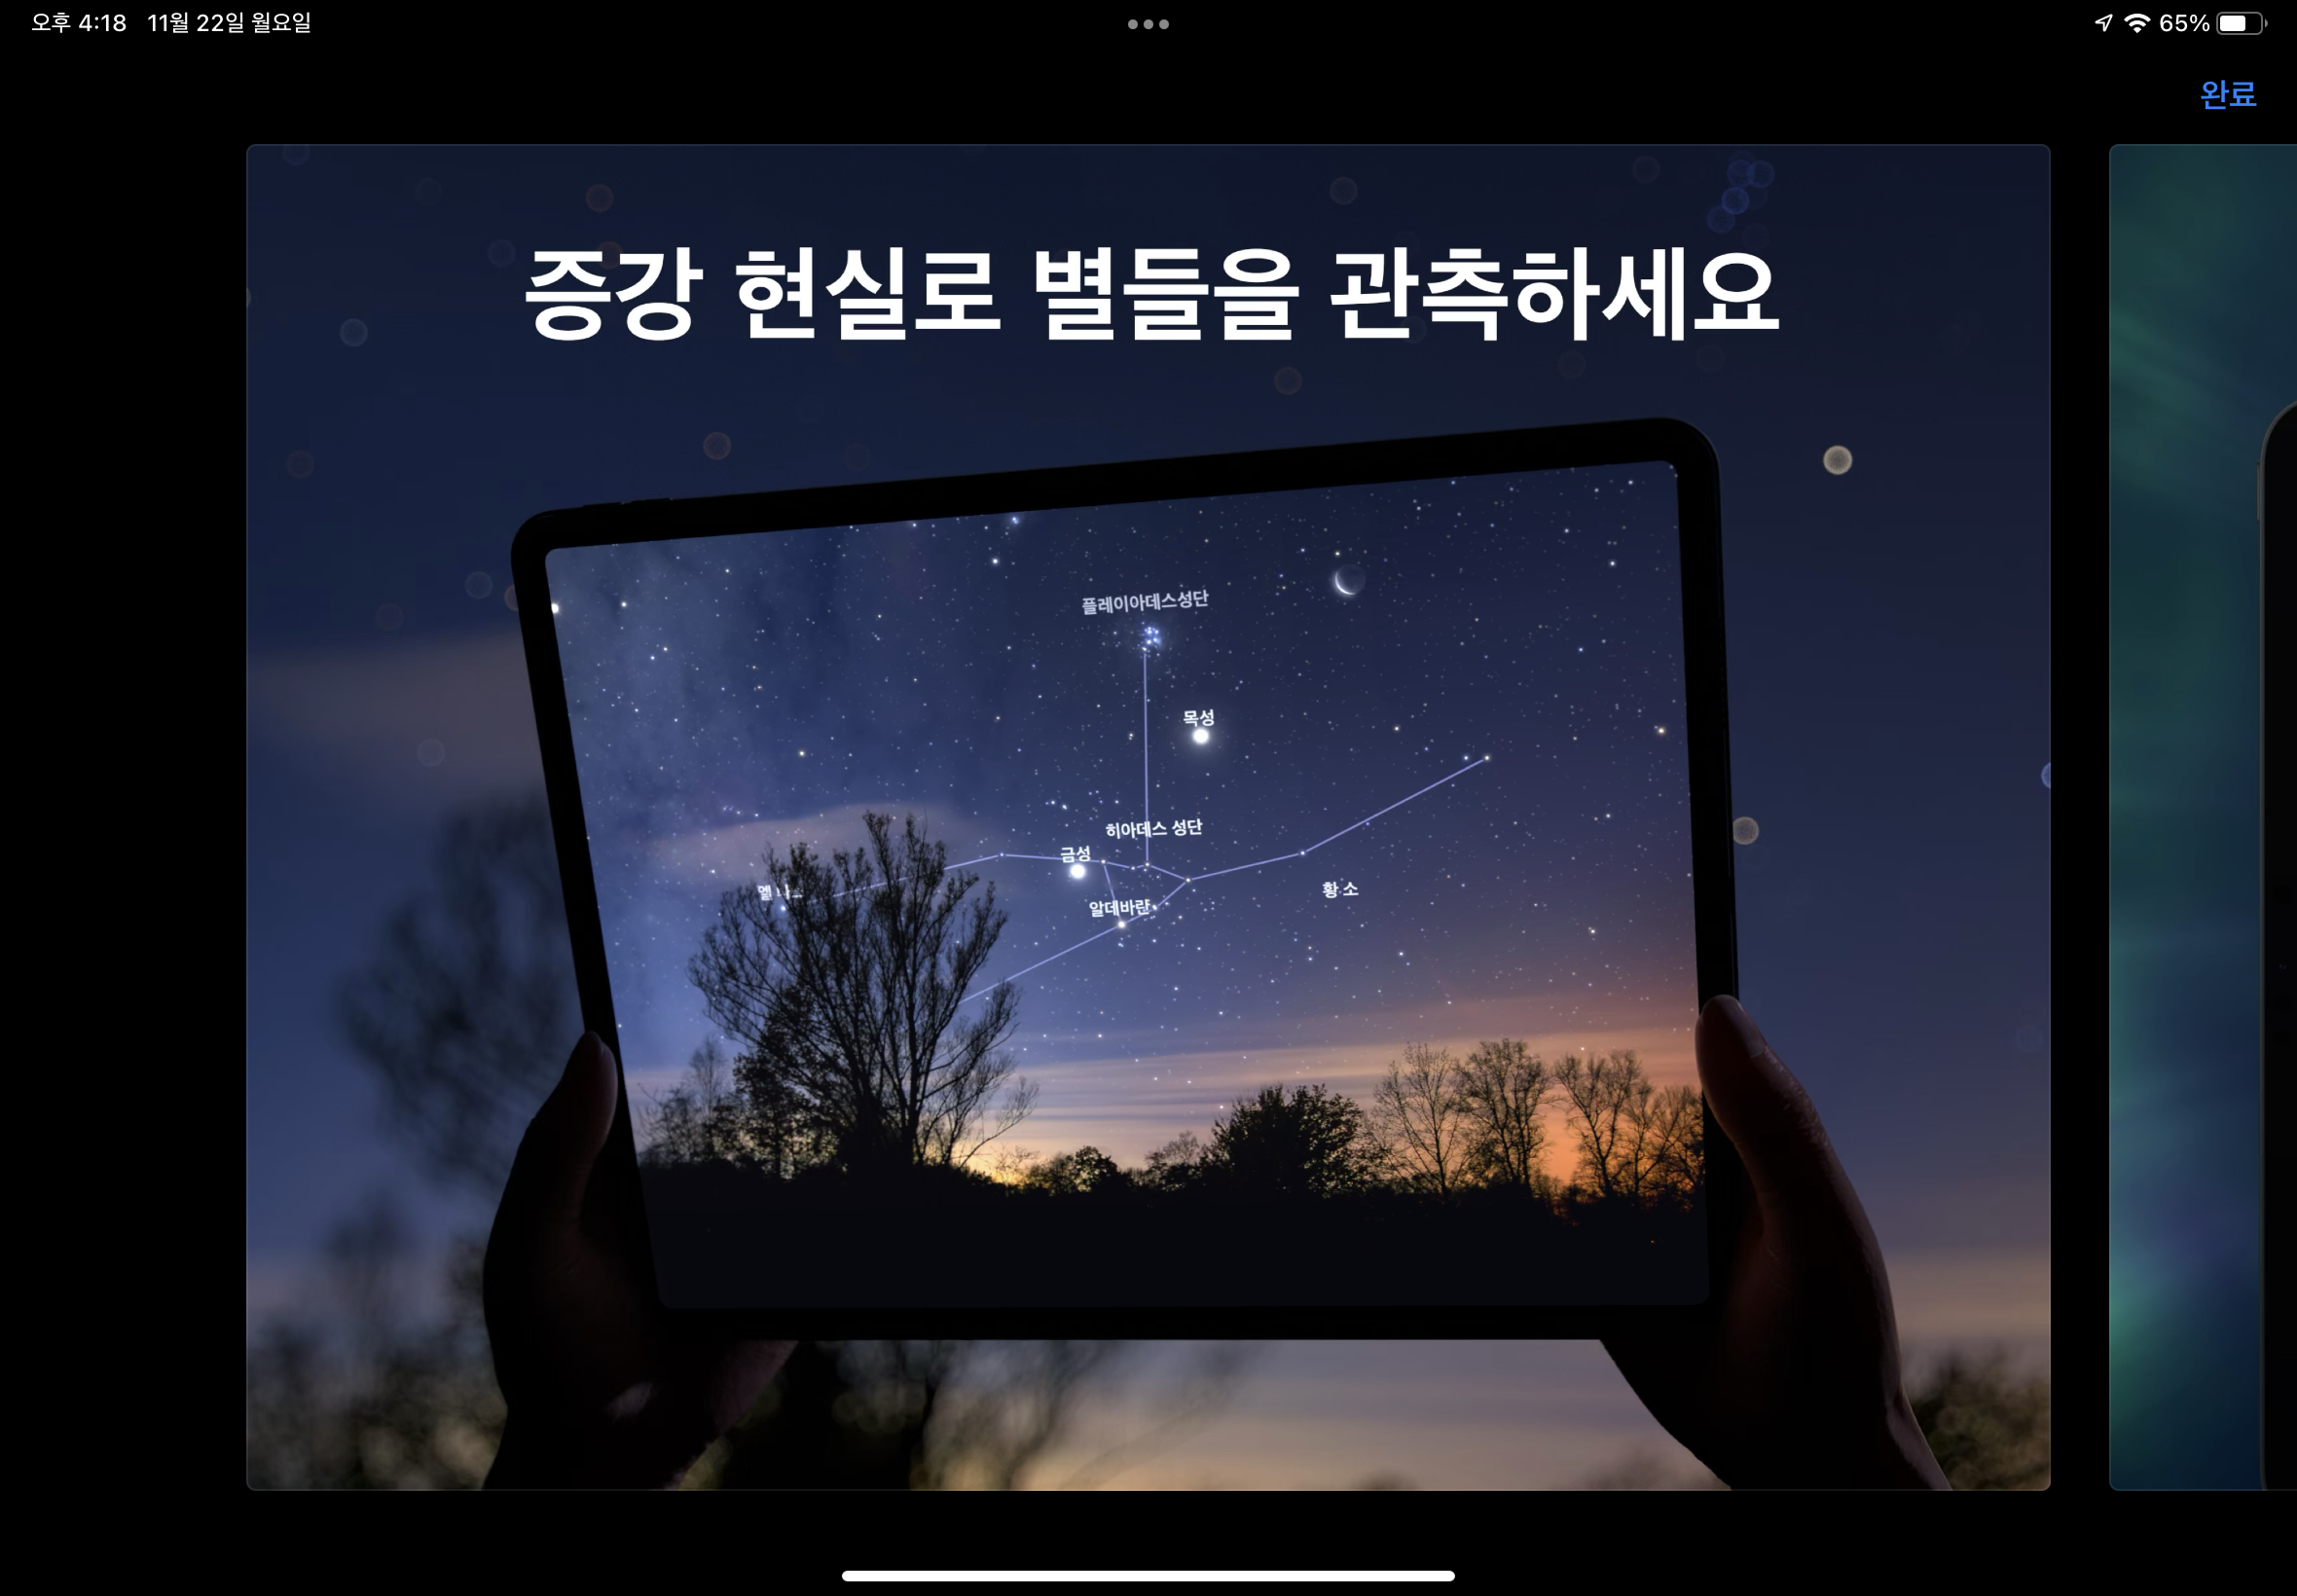 오후 4:18 11월 22일 월요일
65%
완료
증강 현실로 별들을 관측하세요
플레이아데스성단
목성
히아데스 성단
금성
알데바란
황 소